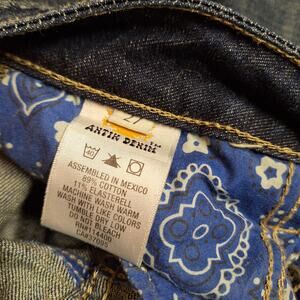 27
ANTIK DENIM
40
ASSEMBLED IN MEXICO
89% COTTON
11% ELASTERELL
MACHINE WASH WARM
WASH WITH LIKE COLORS
TUMBLE DRY LOW
DO NOT BLEACH